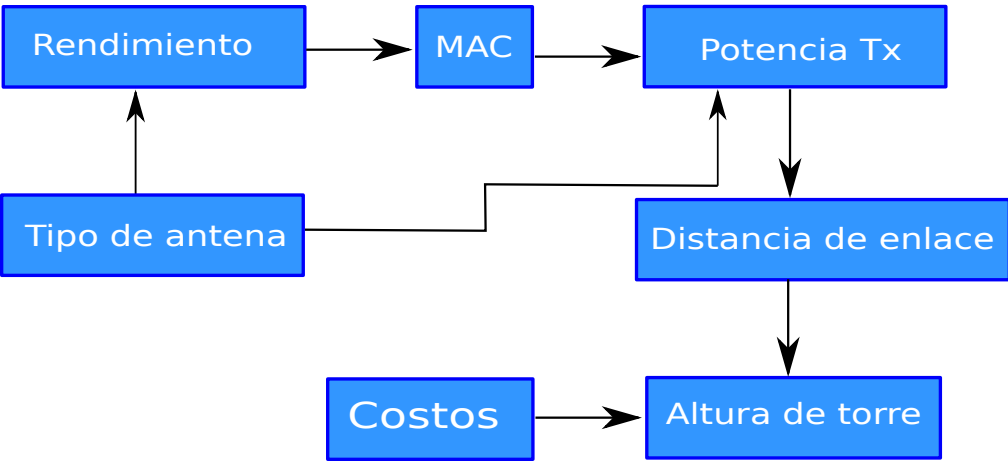 Rendimiento
MAC
Potencia Tx
Tipo de antena
Distancia de enlace
Costos
Altura de torre